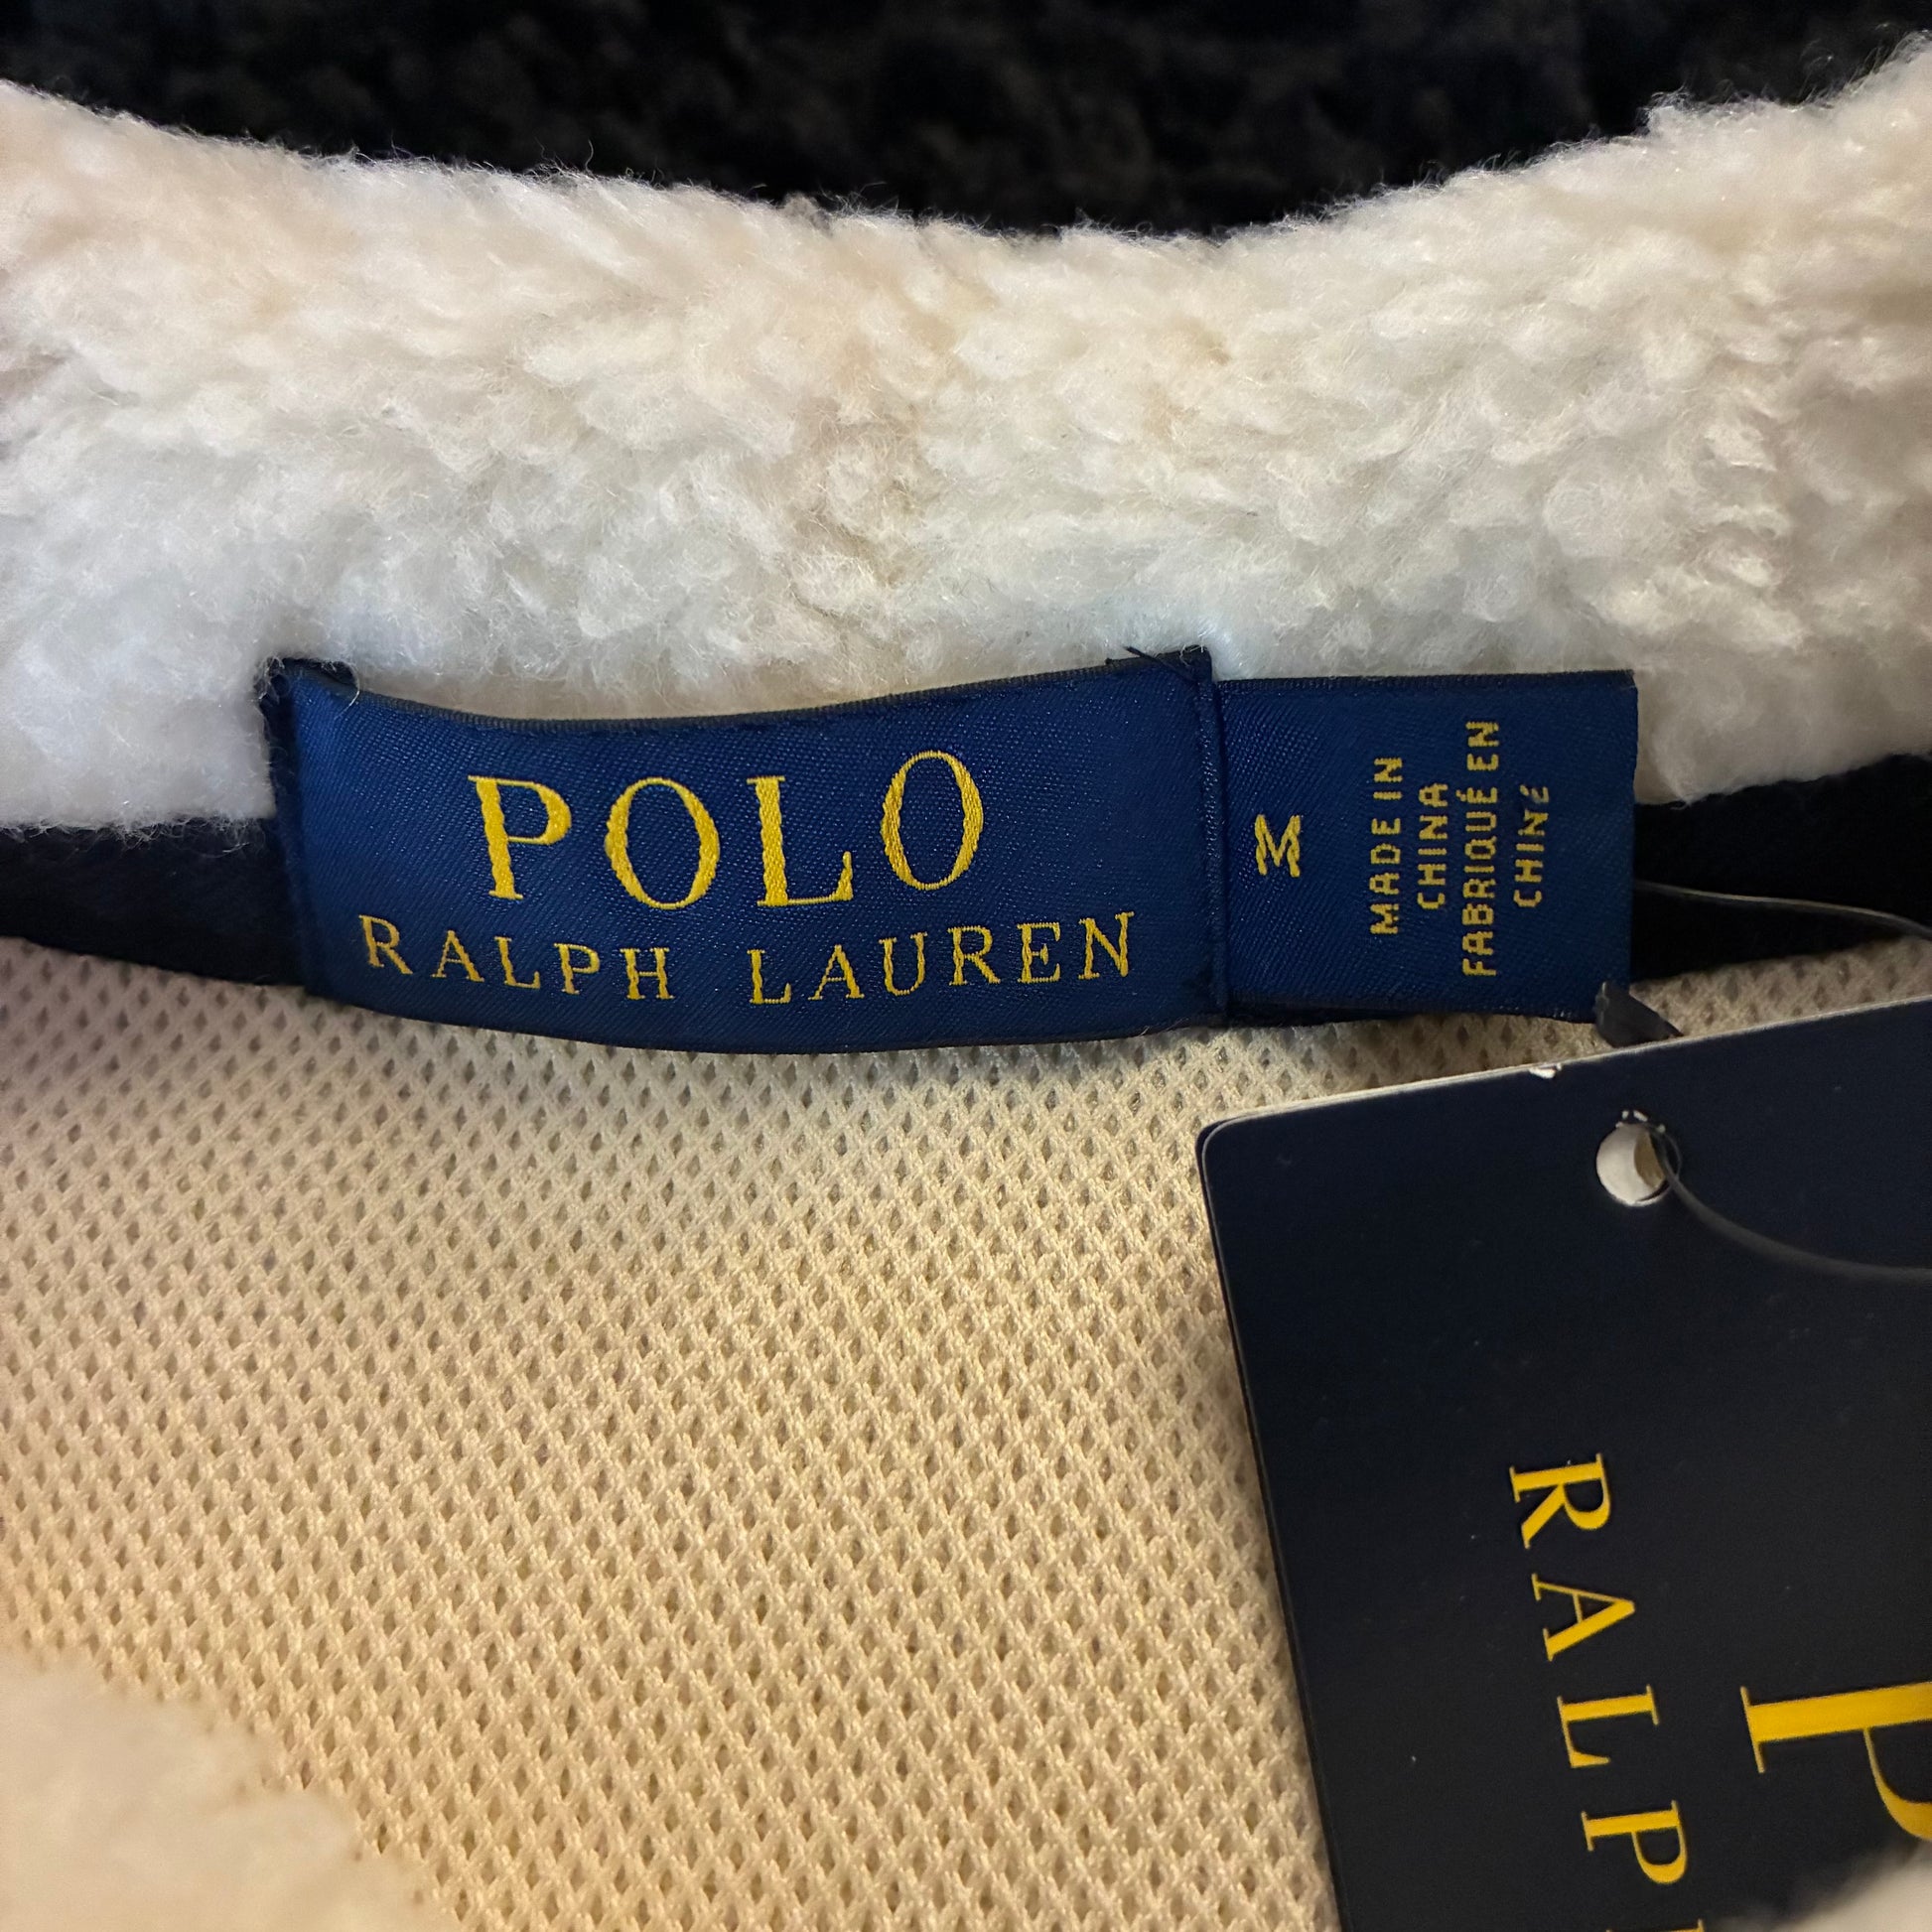 POLO
RALPH LAUREN
M
MADE IN
CHINA
FABRIQUÉ EN
CHINE
P
RALP